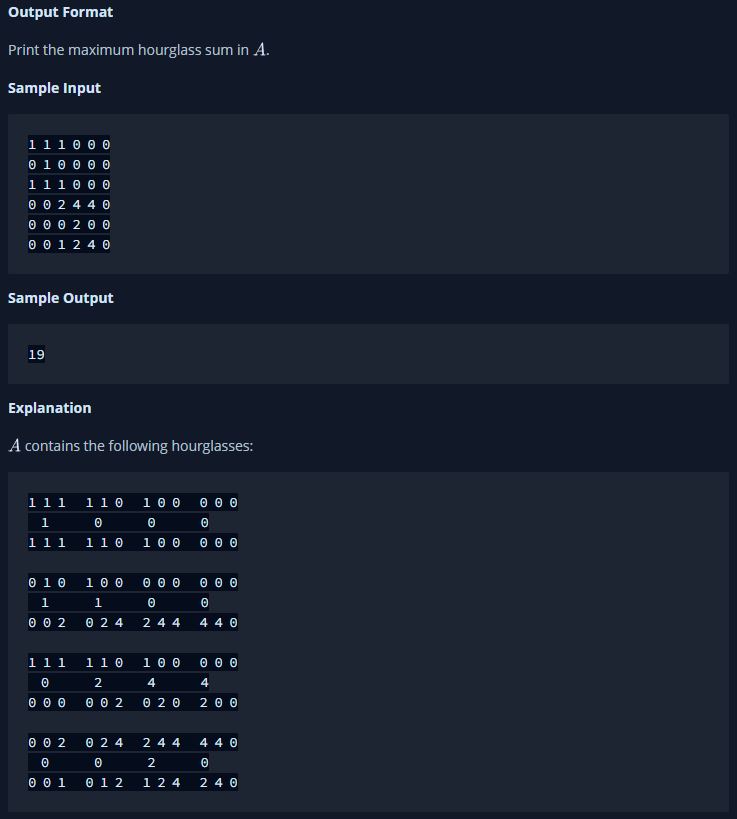 Output Format
Print the maximum hourglass sum in A.
Sample Input
1 1 1 0 0 0
0 1 0 0 0 0
1 1 1 0 0 0
0 0 2 4 4 0
0 0 0 2 0 0
0 0 1 2 4 0
Sample Output
19
Explanation
A contains the following hourglasses:
1 1 1   1 1 0   1 0 0   0 0 0
  1       0       0       0
1 1 1   1 1 0   1 0 0   0 0 0
0 1 0   1 0 0   0 0 0   0 0 0
  1       1       0       0
0 0 2   0 2 4   2 4 4   4 4 0
1 1 1   1 1 0   1 0 0   0 0 0
  0       2       4       4
0 0 0   0 0 2   0 2 0   2 0 0
0 0 2   0 2 4   2 4 4   4 4 0
  0       0       2       0
0 0 1   0 1 2   1 2 4   2 4 0